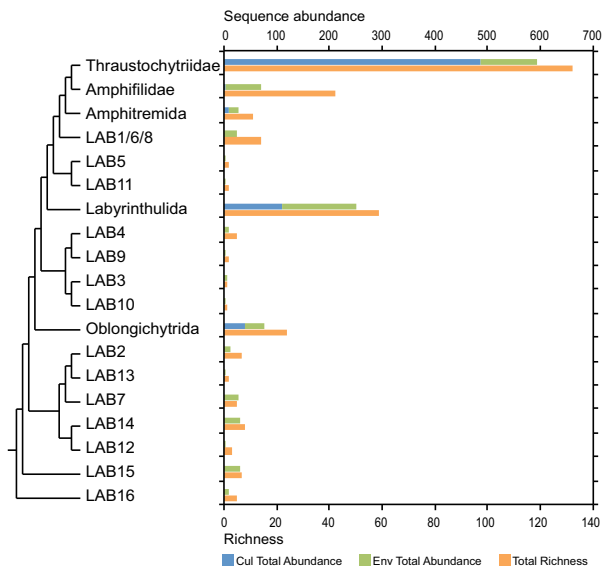 Sequence abundance
0 100 200 300 400 500 600 700
Thraustochytriidae
Amphifilidae
Amphitremida
LAB1/6/8
LAB5
LAB11
Labyrinthulida
LAB4
LAB9
LAB3
LAB10
Oblongichytrida
LAB2
LAB13
LAB7
LAB14
LAB12
LAB15
LAB16
0 20 40 60 80 100 120 140
Richness
Cul Total Abundance Env Total Abundance Total Richness